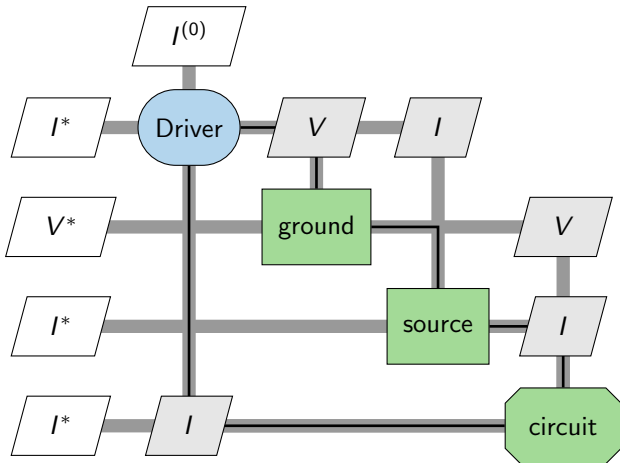 I⁽⁰⁾
I* Driver V I
V* ground V
I* source I
I* I circuit